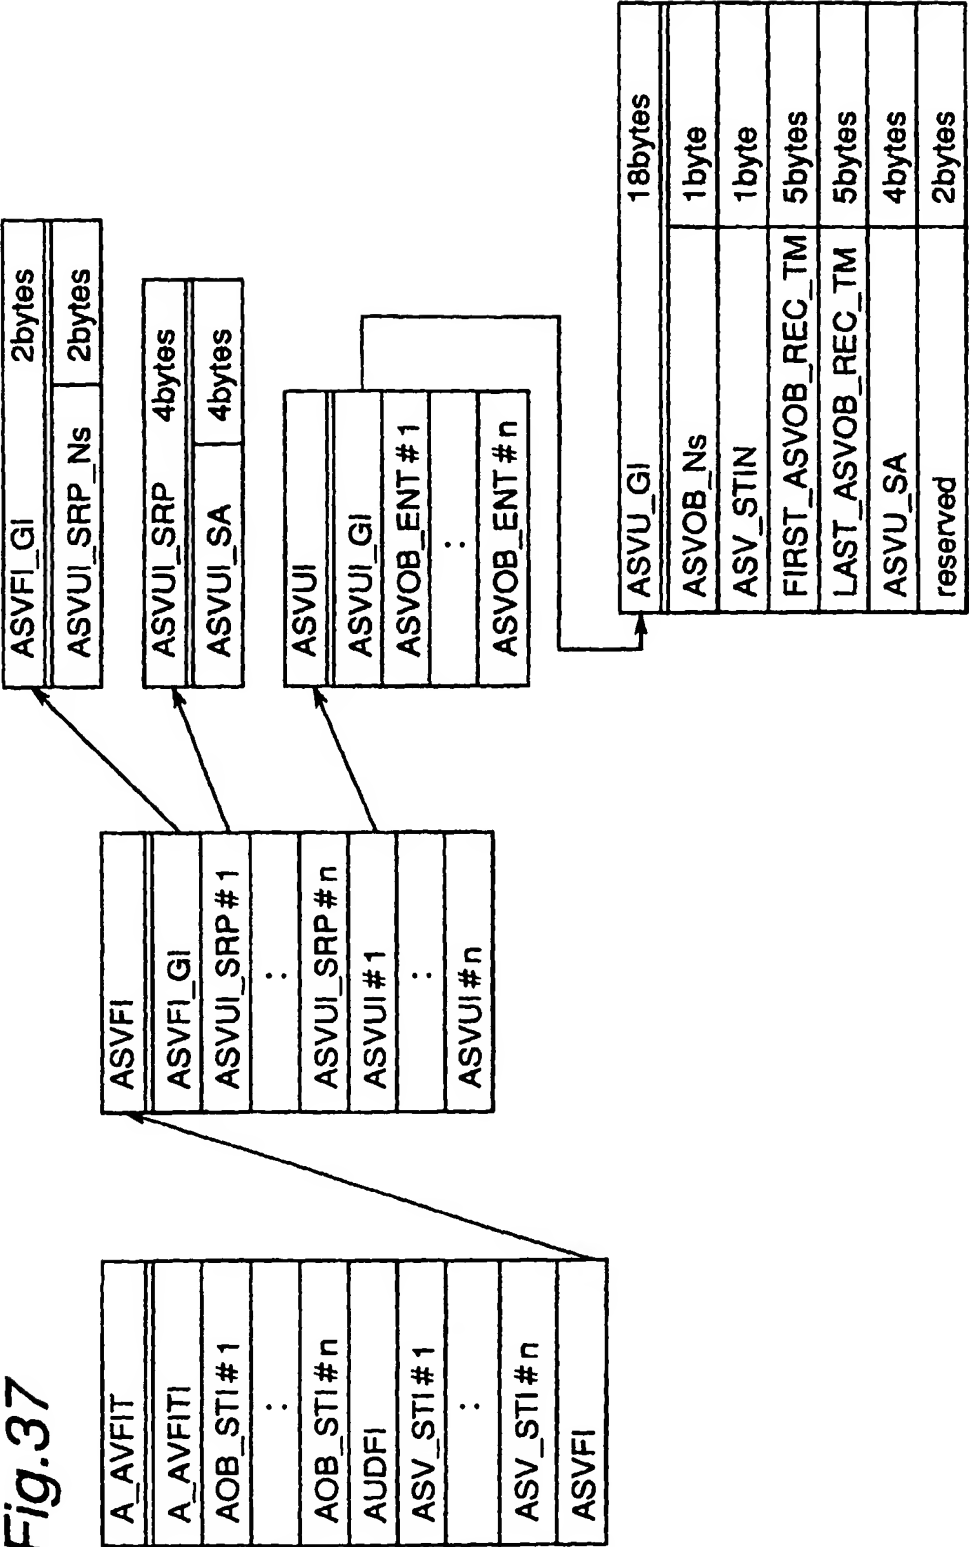 Fig.37
A_AVFIT
A_AVFITI
AOB_STI#1
:
AOB_STI#n
AUDFI
ASV_STI#1
:
ASV_STI#n
ASVFI
ASVFI
ASVFI_GI
ASVUI_SRP#1
:
ASVUI_SRP#n
ASVUI#1
:
ASVUI#n
ASVFI_GI 2bytes
ASVUI_SRP_Ns 2bytes
ASVUI_SRP 4bytes
ASVUI_SA 4bytes
ASVUI
ASVUI_GI
ASVOB_ENT#1
:
ASVOB_ENT#n
ASVU_GI 18bytes
ASVOB_Ns 1byte
ASV_STIN 1byte
FIRST_ASVOB_REC_TM 5bytes
LAST_ASVOB_REC_TM 5bytes
ASVU_SA 4bytes
reserved 2bytes